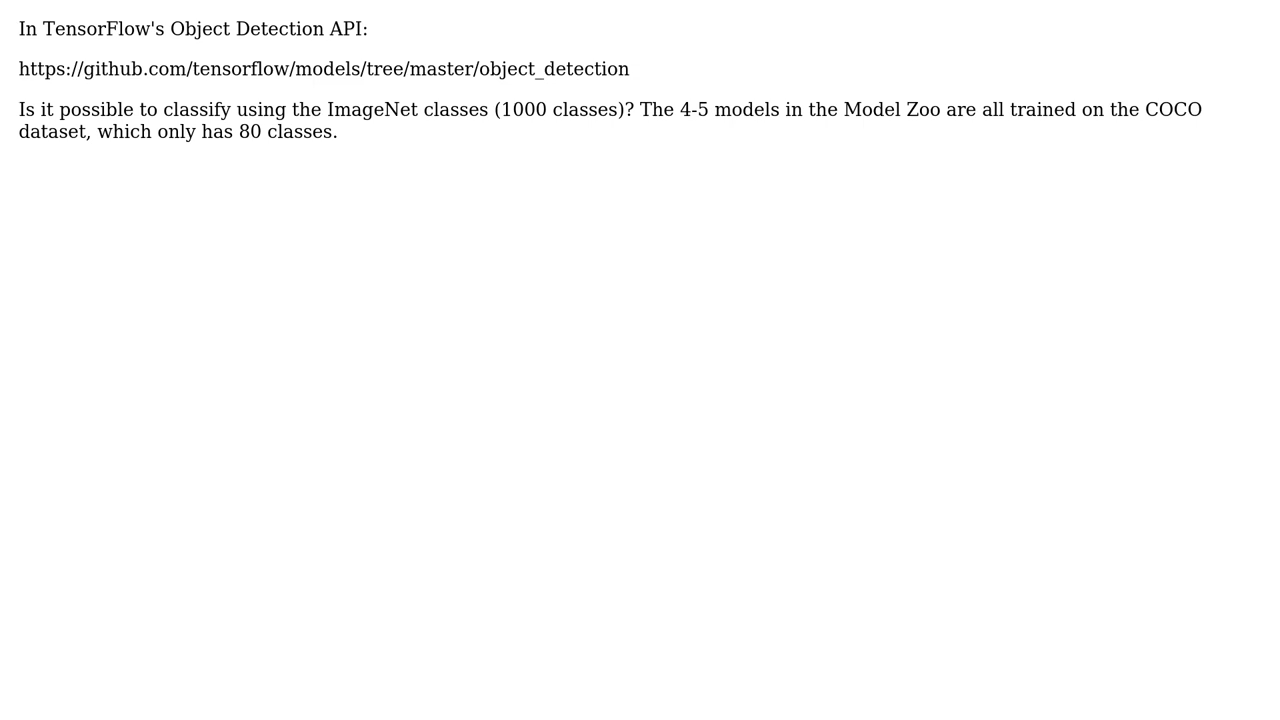 In TensorFlow's Object Detection API:
https://github.com/tensorflow/models/tree/master/object_detection
Is it possible to classify using the ImageNet classes (1000 classes)? The 4-5 models in the Model Zoo are all trained on the COCO
dataset, which only has 80 classes.